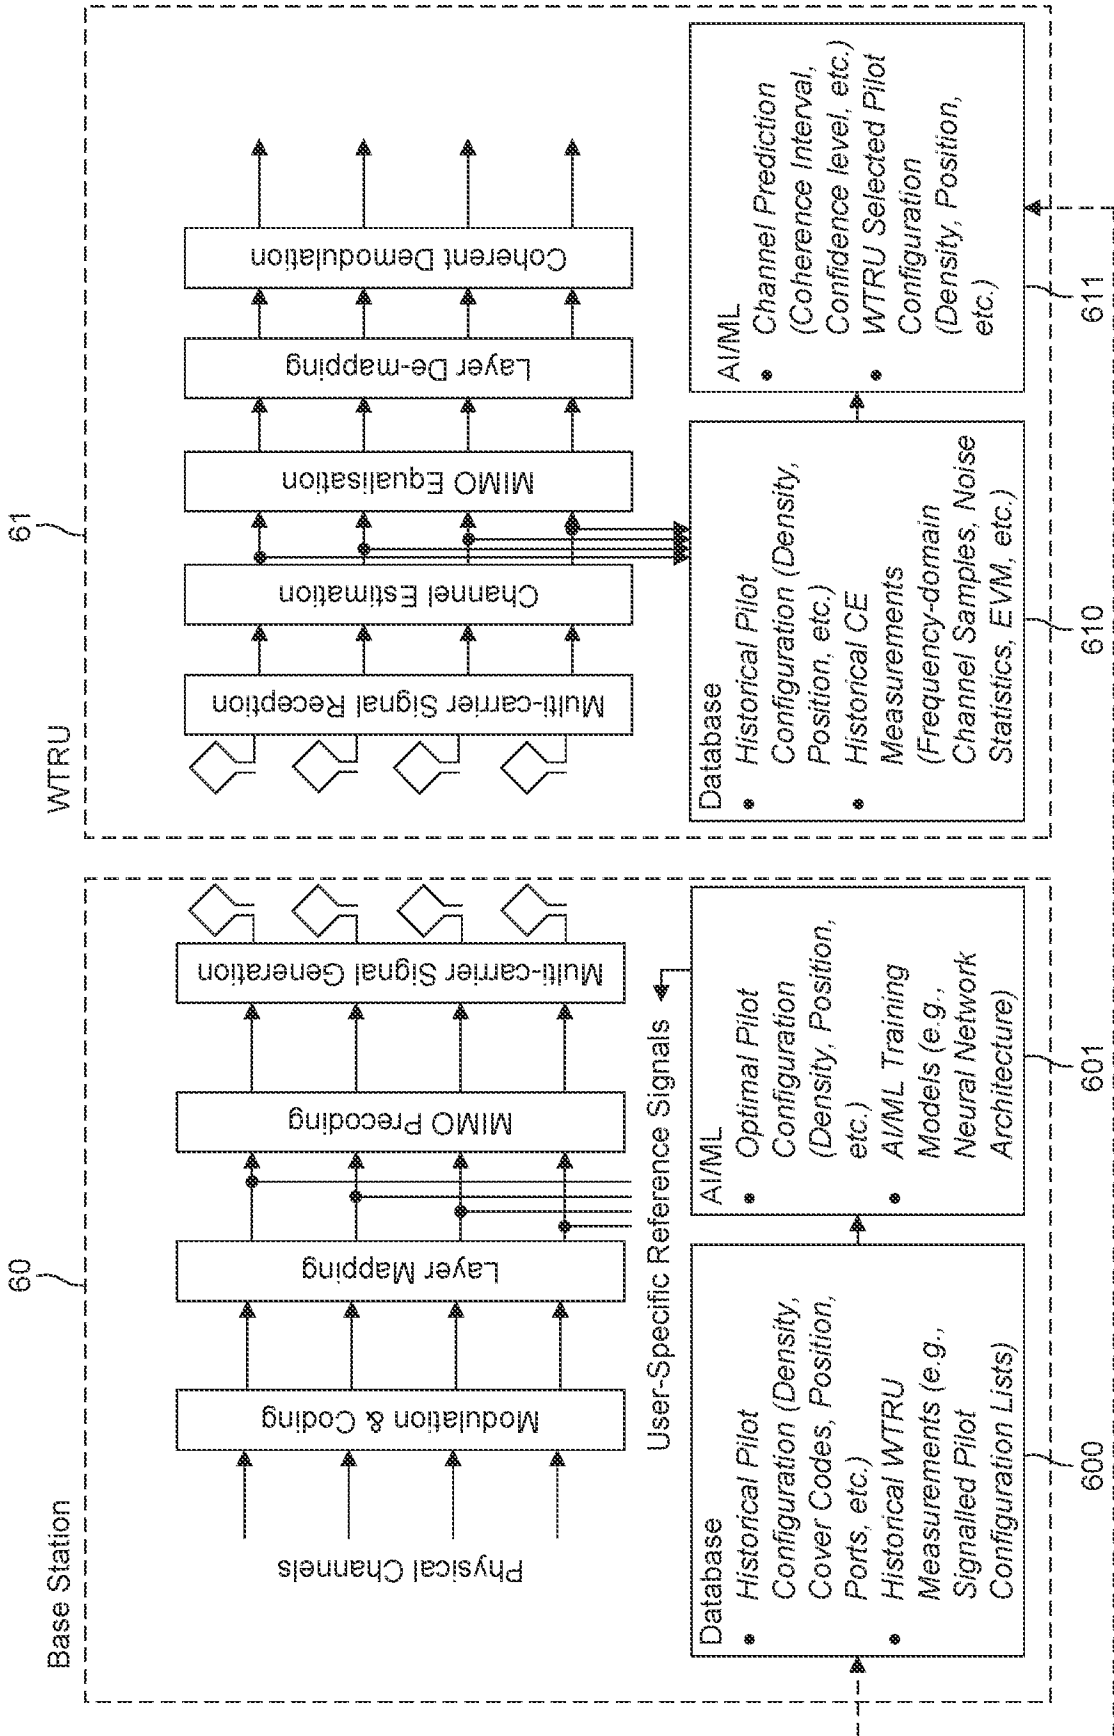 Base Station
60
Physical Channels
Modulation & Coding
Layer Mapping
MIMO Precoding
Multi-carrier Signal Generation
User-Specific Reference Signals
Database
• Historical Pilot
Configuration (Density,
Cover Codes, Position,
Ports, etc.)
• Historical WTRU
Measurements (e.g.,
Signalled Pilot
Configuration Lists)
600
AI/ML
• Optimal Pilot
Configuration
(Density, Position,
etc.)
• AI/ML Training
Models (e.g.,
Neural Network
Architecture)
601
WTRU
61
Multi-carrier Signal Reception
Channel Estimation
MIMO Equalisation
Layer De-mapping
Coherent Demodulation
Database
• Historical Pilot
Configuration (Density,
Position, etc.)
• Historical CE
Measurements
(Frequency-domain
Channel Samples, Noise
Statistics, EVM, etc.)
610
AI/ML
• Channel Prediction
(Coherence Interval,
Confidence level, etc.)
• WTRU Selected Pilot
Configuration
(Density, Position,
etc.)
611